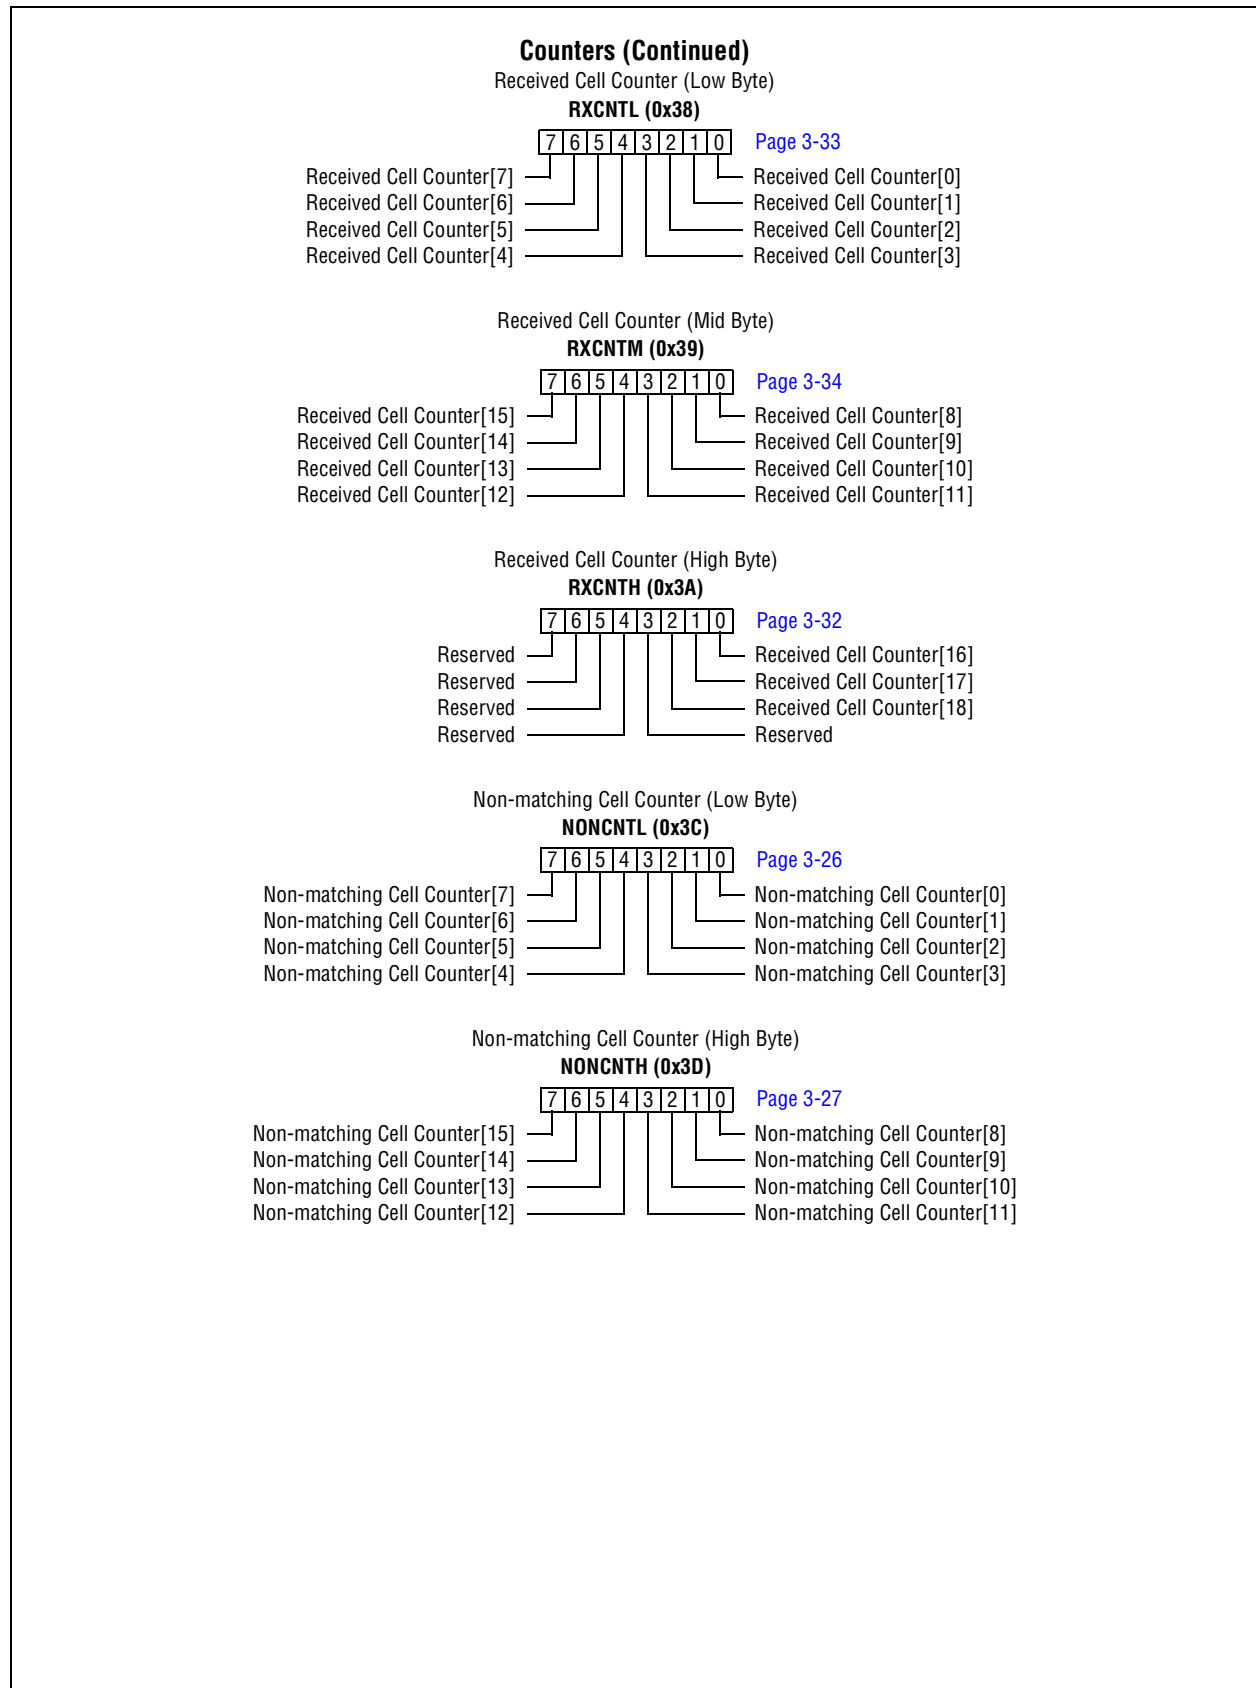 Counters (Continued)
Received Cell Counter (Low Byte)
RXCNTL (0x38)
7 6 5 4 3 2 1 0 Page 3-33
Received Cell Counter[7] Received Cell Counter[0]
Received Cell Counter[6] Received Cell Counter[1]
Received Cell Counter[5] Received Cell Counter[2]
Received Cell Counter[4] Received Cell Counter[3]
Received Cell Counter (Mid Byte)
RXCNTM (0x39)
7 6 5 4 3 2 1 0 Page 3-34
Received Cell Counter[15] Received Cell Counter[8]
Received Cell Counter[14] Received Cell Counter[9]
Received Cell Counter[13] Received Cell Counter[10]
Received Cell Counter[12] Received Cell Counter[11]
Received Cell Counter (High Byte)
RXCNTH (0x3A)
7 6 5 4 3 2 1 0 Page 3-32
Reserved Received Cell Counter[16]
Reserved Received Cell Counter[17]
Reserved Received Cell Counter[18]
Reserved Reserved
Non-matching Cell Counter (Low Byte)
NONCNTL (0x3C)
7 6 5 4 3 2 1 0 Page 3-26
Non-matching Cell Counter[7] Non-matching Cell Counter[0]
Non-matching Cell Counter[6] Non-matching Cell Counter[1]
Non-matching Cell Counter[5] Non-matching Cell Counter[2]
Non-matching Cell Counter[4] Non-matching Cell Counter[3]
Non-matching Cell Counter (High Byte)
NONCNTH (0x3D)
7 6 5 4 3 2 1 0 Page 3-27
Non-matching Cell Counter[15] Non-matching Cell Counter[8]
Non-matching Cell Counter[14] Non-matching Cell Counter[9]
Non-matching Cell Counter[13] Non-matching Cell Counter[10]
Non-matching Cell Counter[12] Non-matching Cell Counter[11]